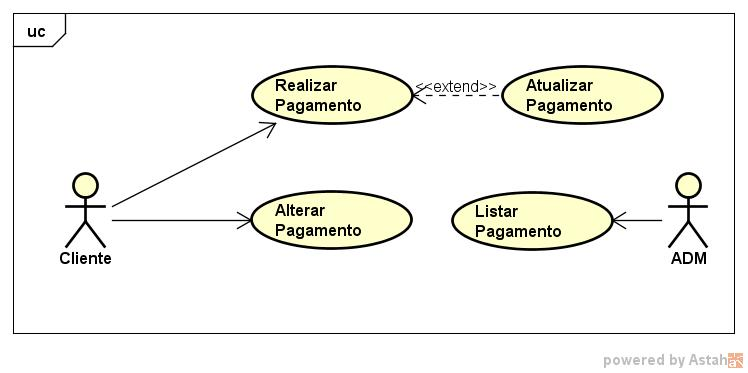 uc
Realizar
Pagamento
<<extend>>
Atualizar
Pagamento
Alterar
Pagamento
Listar
Pagamento
Cliente
ADM
powered by Astah